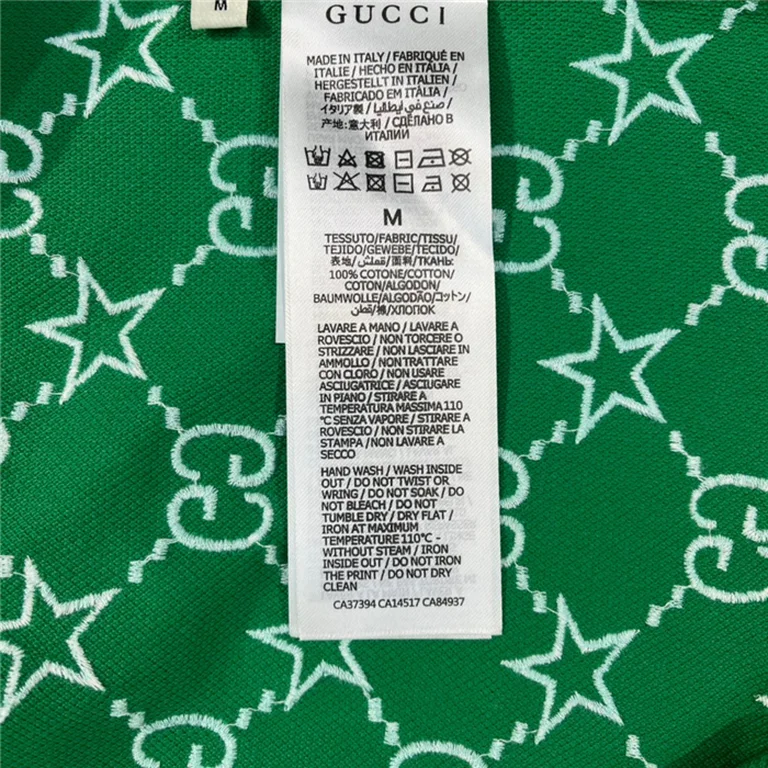 M
GUCCI
MADE IN ITALY / FABRIQUÉ EN
ITALIE / HECHO EN ITALIA /
HERGESTELLT IN ITALIEN /
FABRICADO EM ITÁLIA /
イタリア製 / صنع في ايطاليا /
产地:意大利 / СДЕЛАНО В
ИТАЛИИ
M
TESSUTO/FABRIC/TISSU/
TEJIDO/GEWEBE/TECIDO/
表地/قماش/面料/ТКАНЬ:
100% COTONE/COTTON/
COTON/ALGODON/
BAUMWOLLE/ALGODÃO/コットン/
قطن/棉/ХЛОПОК
LAVARE A MANO / LAVARE A
ROVESCIO / NON TORCERE O
STRIZZARE / NON LASCIARE IN
AMMOLLO / NON TRATTARE
CON CLORO / NON USARE
ASCIUGATRICE / ASCIUGARE
IN PIANO / STIRARE A
TEMPERATURA MASSIMA 110
°C SENZA VAPORE / STIRARE A
ROVESCIO / NON STIRARE LA
STAMPA / NON LAVARE A
SECCO
HAND WASH / WASH INSIDE
OUT / DO NOT TWIST OR
WRING / DO NOT SOAK / DO
NOT BLEACH / DO NOT
TUMBLE DRY / DRY FLAT /
IRON AT MAXIMUM
TEMPERATURE 110°C -
WITHOUT STEAM / IRON
INSIDE OUT / DO NOT IRON
THE PRINT / DO NOT DRY
CLEAN
CA37394 CA14517 CA84937